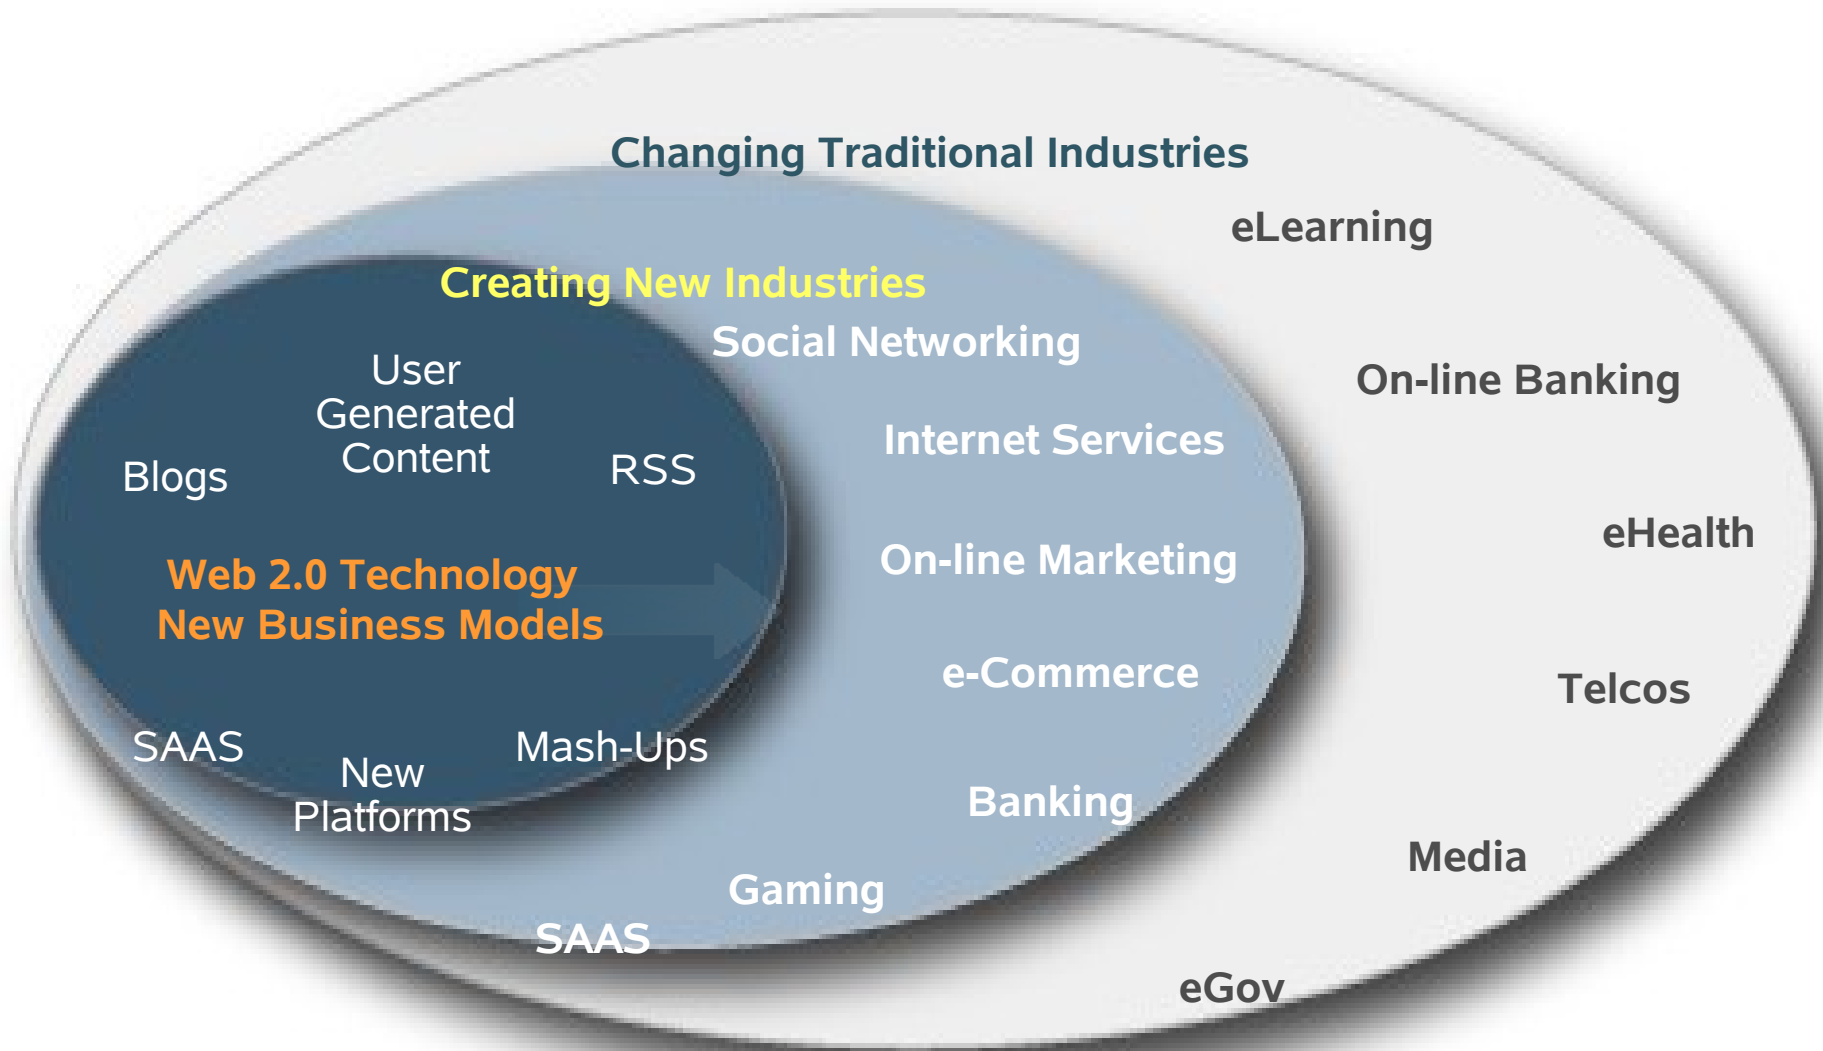 Changing Traditional Industries
eLearning
Creating New Industries
Social Networking
User
Generated
Content
On-line Banking
Internet Services
Blogs
RSS
eHealth
On-line Marketing
Web 2.0 Technology
New Business Models
e-Commerce
Telcos
SAAS
Mash-Ups
New
Platforms
Banking
Media
Gaming
SAAS
eGov